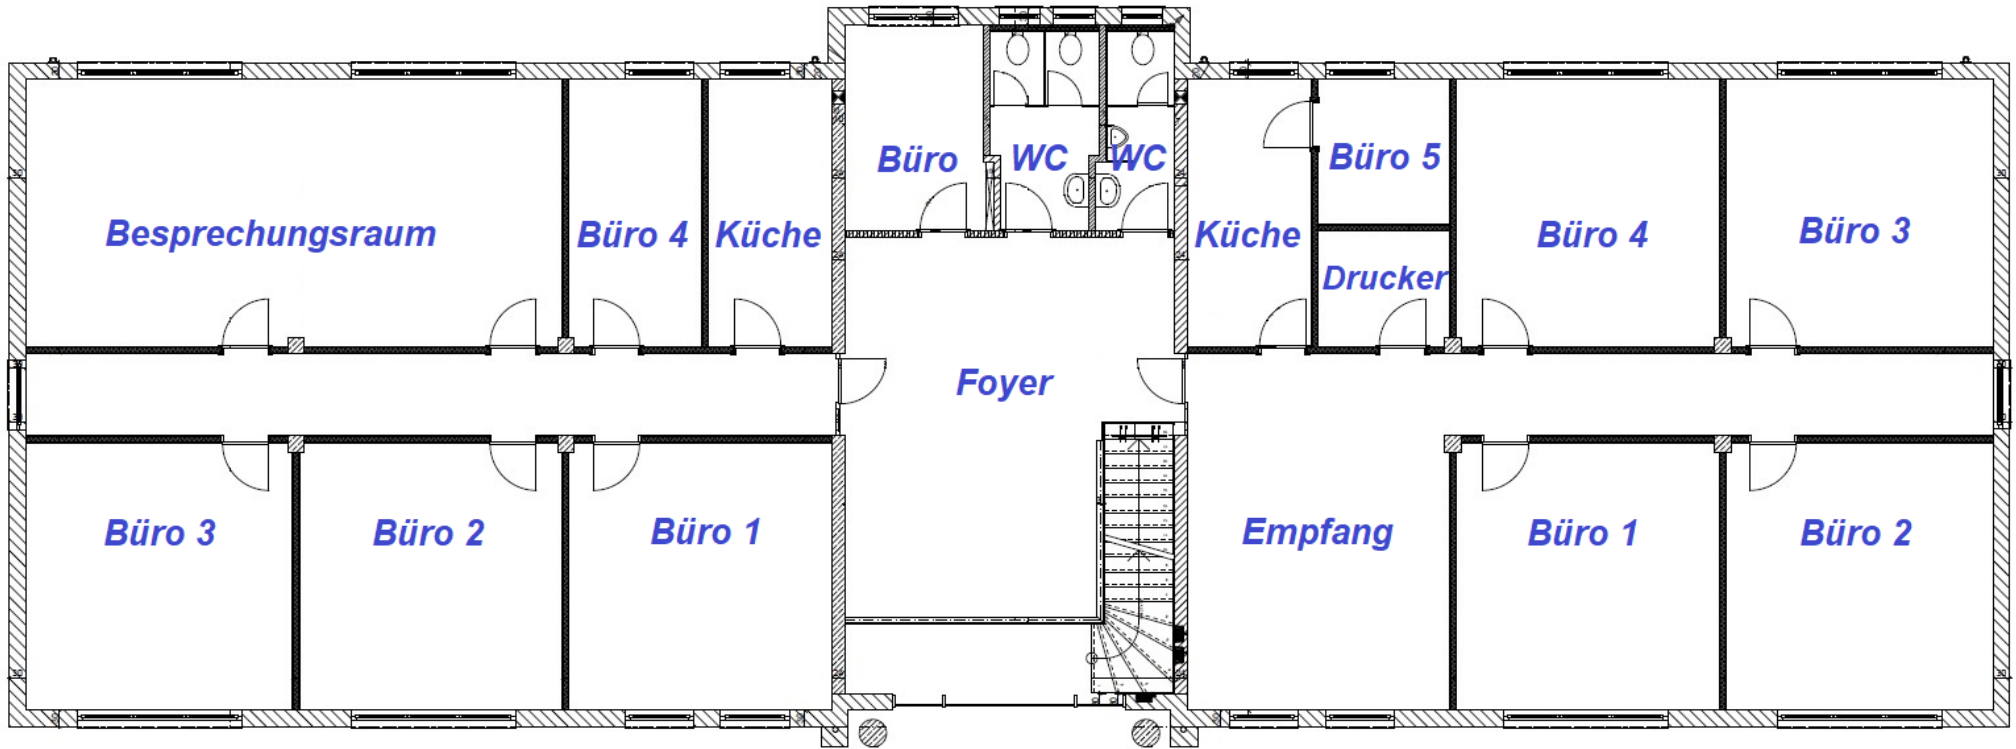 Büro
WC
WC
Besprechungsraum
Büro 4
Küche
Küche
Büro 5
Drucker
Büro 4
Büro 3
Foyer
Büro 3
Büro 2
Büro 1
Empfang
Büro 1
Büro 2